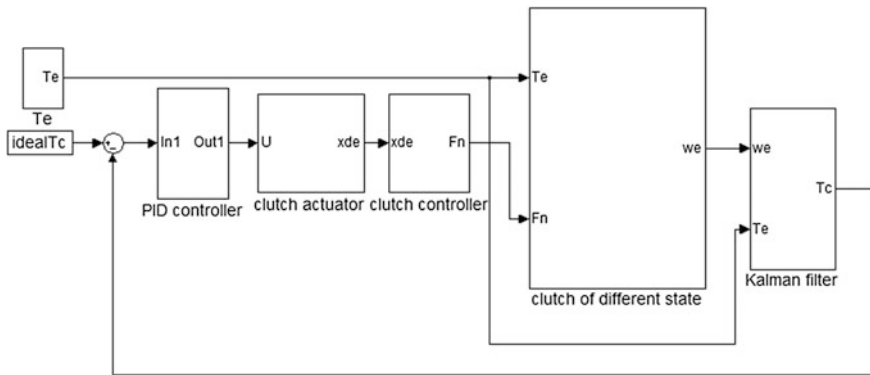 Te
Te
idealTc
+
−
In1
Out1
PID controller
U
xde
clutch actuator
xde
Fn
clutch controller
Te
Fn
we
clutch of different state
we
Te
Tc
Kalman filter